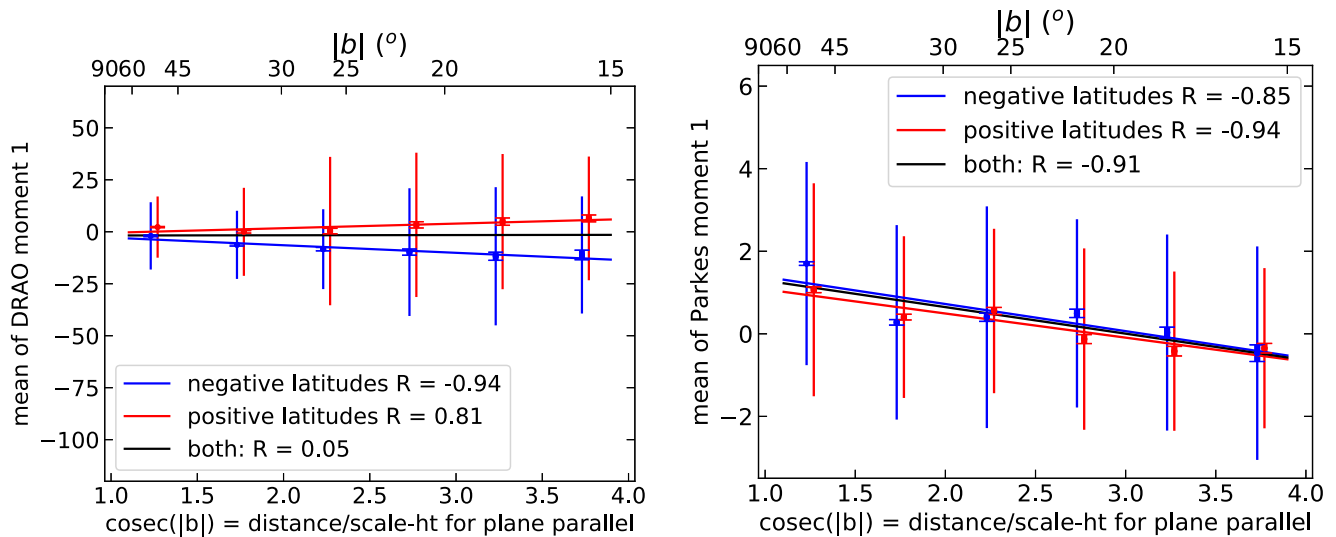 |b| (°)
9060 45 30 25 20 15
mean of DRAO moment 1
50
25
0
−25
−50
−75
−100
negative latitudes R = -0.94
positive latitudes R = 0.81
both: R = 0.05
1.0 1.5 2.0 2.5 3.0 3.5 4.0
cosec(|b|) = distance/scale-ht for plane parallel
|b| (°)
9060 45 30 25 20 15
mean of Parkes moment 1
6
4
2
0
−2
negative latitudes R = -0.85
positive latitudes R = -0.94
both: R = -0.91
1.0 1.5 2.0 2.5 3.0 3.5 4.0
cosec(|b|) = distance/scale-ht for plane parallel